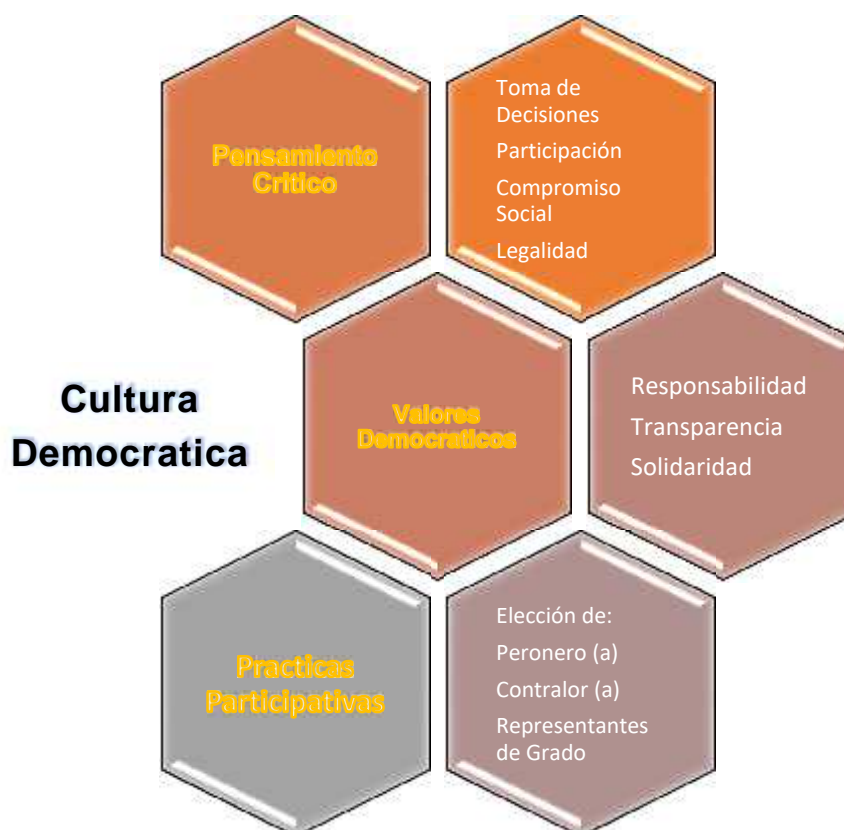 Pensamiento
Critico
Toma de
Decisiones
Participación
Compromiso
Social
Legalidad
Cultura
Democratica
Valores
Democraticos
Responsabilidad
Transparencia
Solidaridad
Practicas
Participativas
Elección de:
Peronero (a)
Contralor (a)
Representantes
de Grado